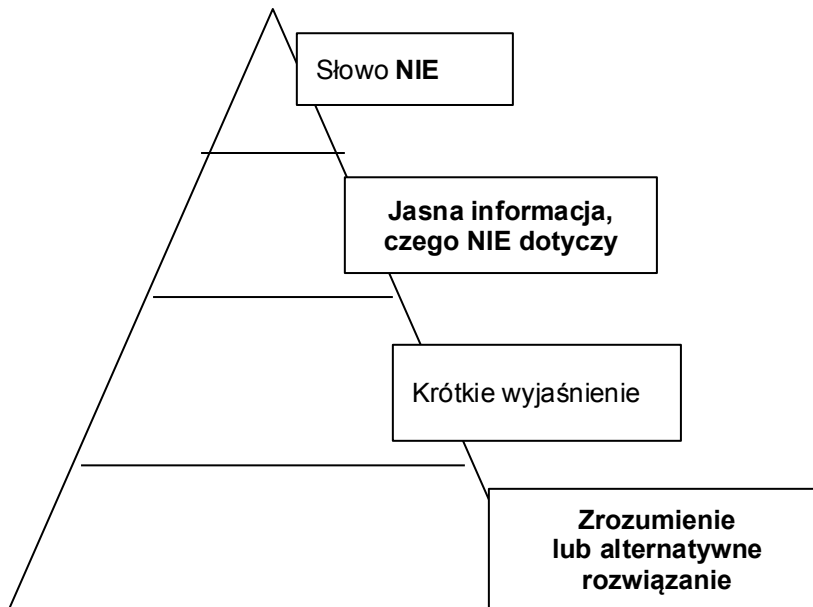 Słowo NIE
Jasna informacja,
czego NIE dotyczy
Krótkie wyjaśnienie
Zrozumienie
lub alternatywne
rozwiązanie